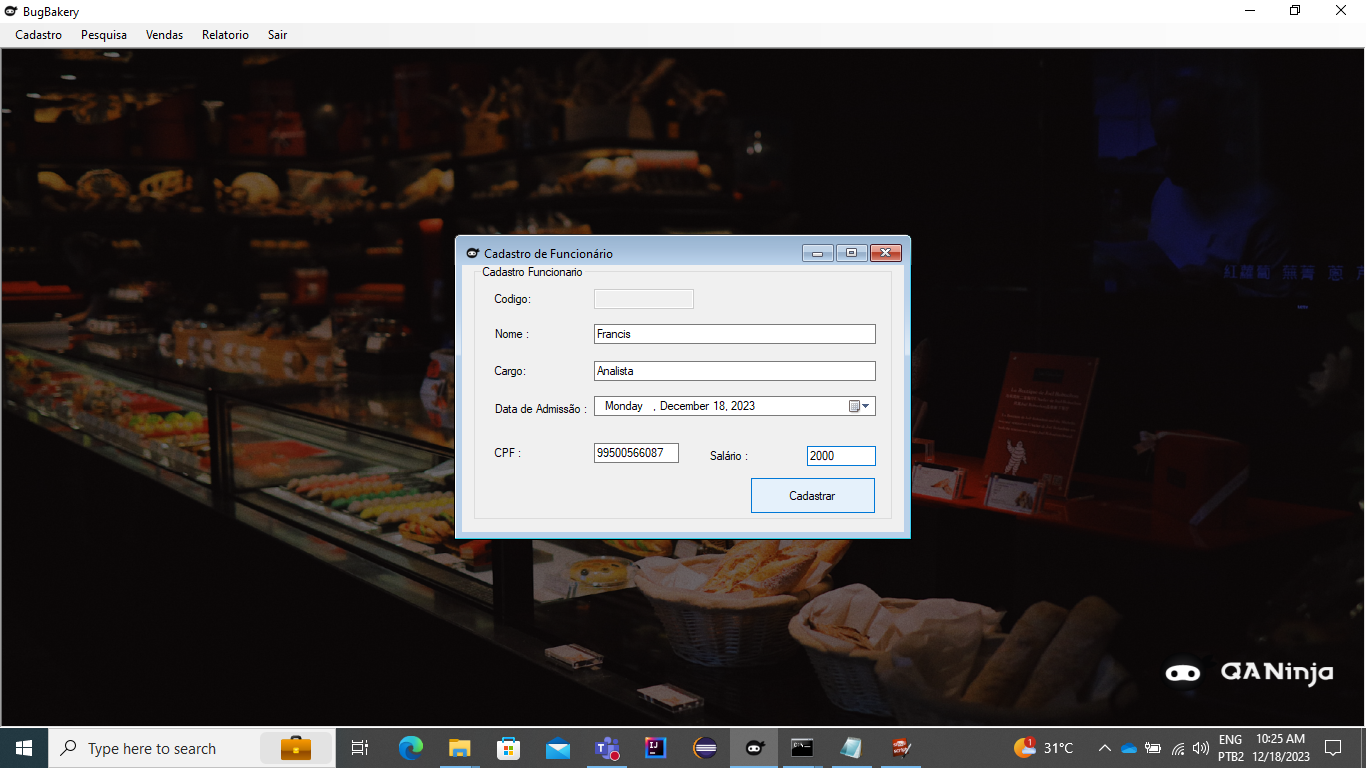 BugBakery
Cadastro Pesquisa Vendas Relatorio Sair
Cadastro de Funcionário
Cadastro Funcionario
Codigo:
Nome : Francis
Cargo: Analista
Data de Admissão : Monday , December 18, 2023
CPF : 99500566087 Salário : 2000
Cadastrar
QANinja
Type here to search
1
31°C
ENG
PTB2
10:25 AM
12/18/2023